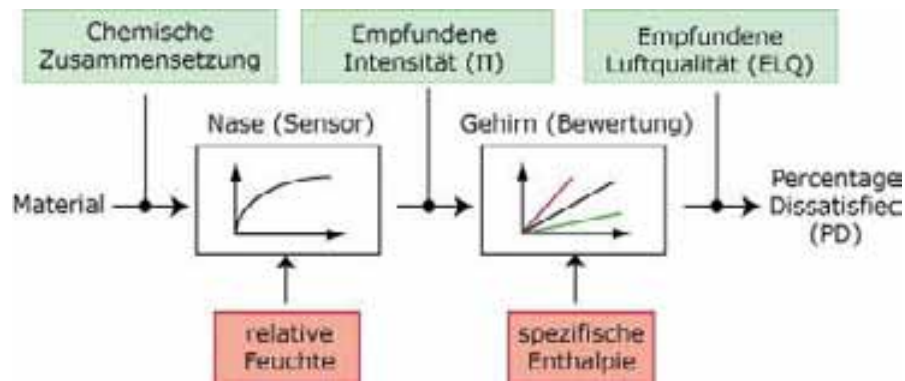 Chemische
Zusammensetzung
Empfundene
Intensität (Π)
Empfundene
Luftqualität (ELQ)
Nase (Sensor)
Gehirn (Bewertung)
Material
Percentage
Dissatisfied
(PD)
relative
Feuchte
spezifische
Enthalpie